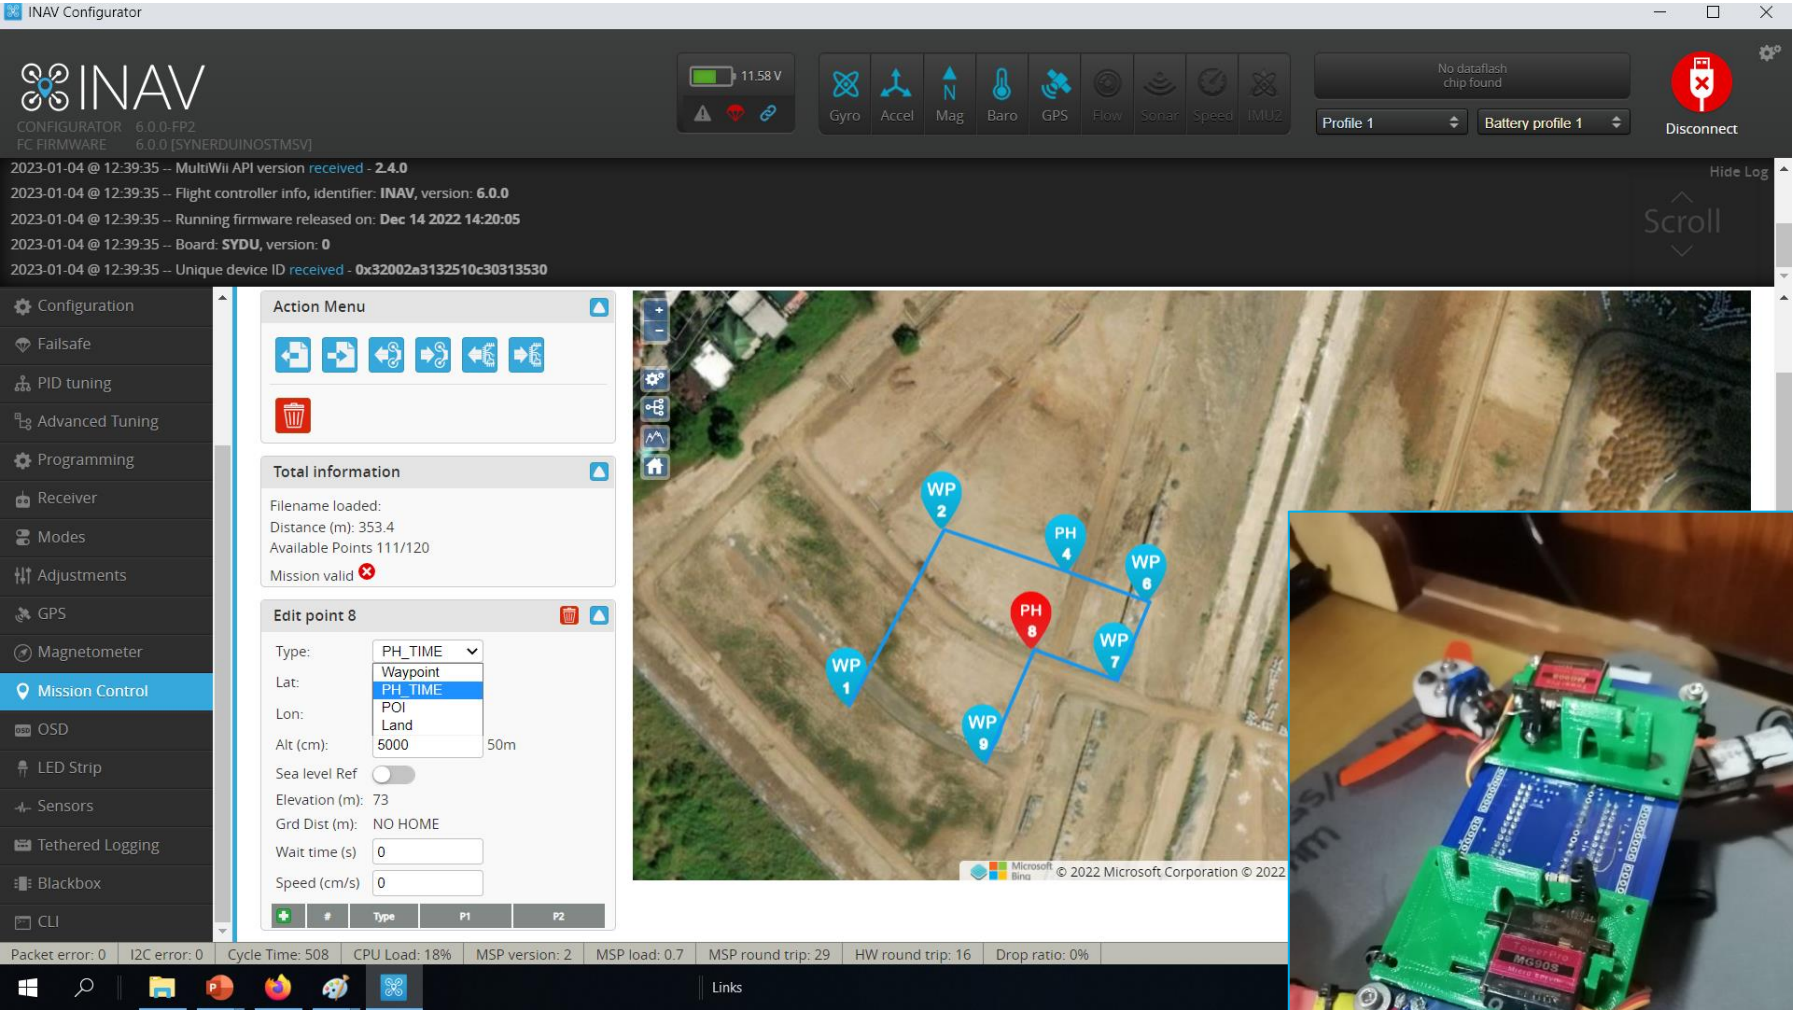 INAV Configurator
INAV
CONFIGURATOR 6.0.0-FP2
FC FIRMWARE 6.0.0 [SYNERDUINOSTMSV]
11.58 V
Gyro
Accel
N
Mag
Baro
GPS
Flow
Sonar
Speed
IMU2
No dataflash
chip found
Profile 1
Battery profile 1
Disconnect
2023-01-04 @ 12:39:35 -- MultiWii API version received - 2.4.0
2023-01-04 @ 12:39:35 -- Flight controller info, identifier: INAV, version: 6.0.0
2023-01-04 @ 12:39:35 -- Running firmware released on: Dec 14 2022 14:20:05
2023-01-04 @ 12:39:35 -- Board: SYDU, version: 0
2023-01-04 @ 12:39:35 -- Unique device ID received - 0x32002a3132510c30313530
Hide Log
Scroll
Configuration
Failsafe
PID tuning
Advanced Tuning
Programming
Receiver
Modes
Adjustments
GPS
Magnetometer
Mission Control
OSD
LED Strip
Sensors
Tethered Logging
Blackbox
CLI
Action Menu
Total information
Filename loaded:
Distance (m): 353.4
Available Points 111/120
Mission valid
Edit point 8
Type: PH_TIME
Waypoint
PH_TIME
Lat:
POI
Lon:
Land
Alt (cm): 5000 50m
Sea level Ref
Elevation (m): 73
Grd Dist (m): NO HOME
Wait time (s) 0
Speed (cm/s) 0
# Type P1 P2
+
-
WP
2
PH
4
WP
6
PH
8
WP
7
WP
1
WP
9
Microsoft
Bing
© 2022 Microsoft Corporation © 2022
TowerPro
MG90S
Micro Servo
Packet error: 0
I2C error: 0
Cycle Time: 508
CPU Load: 18%
MSP version: 2
MSP load: 0.7
MSP round trip: 29
HW round trip: 16
Drop ratio: 0%
Links